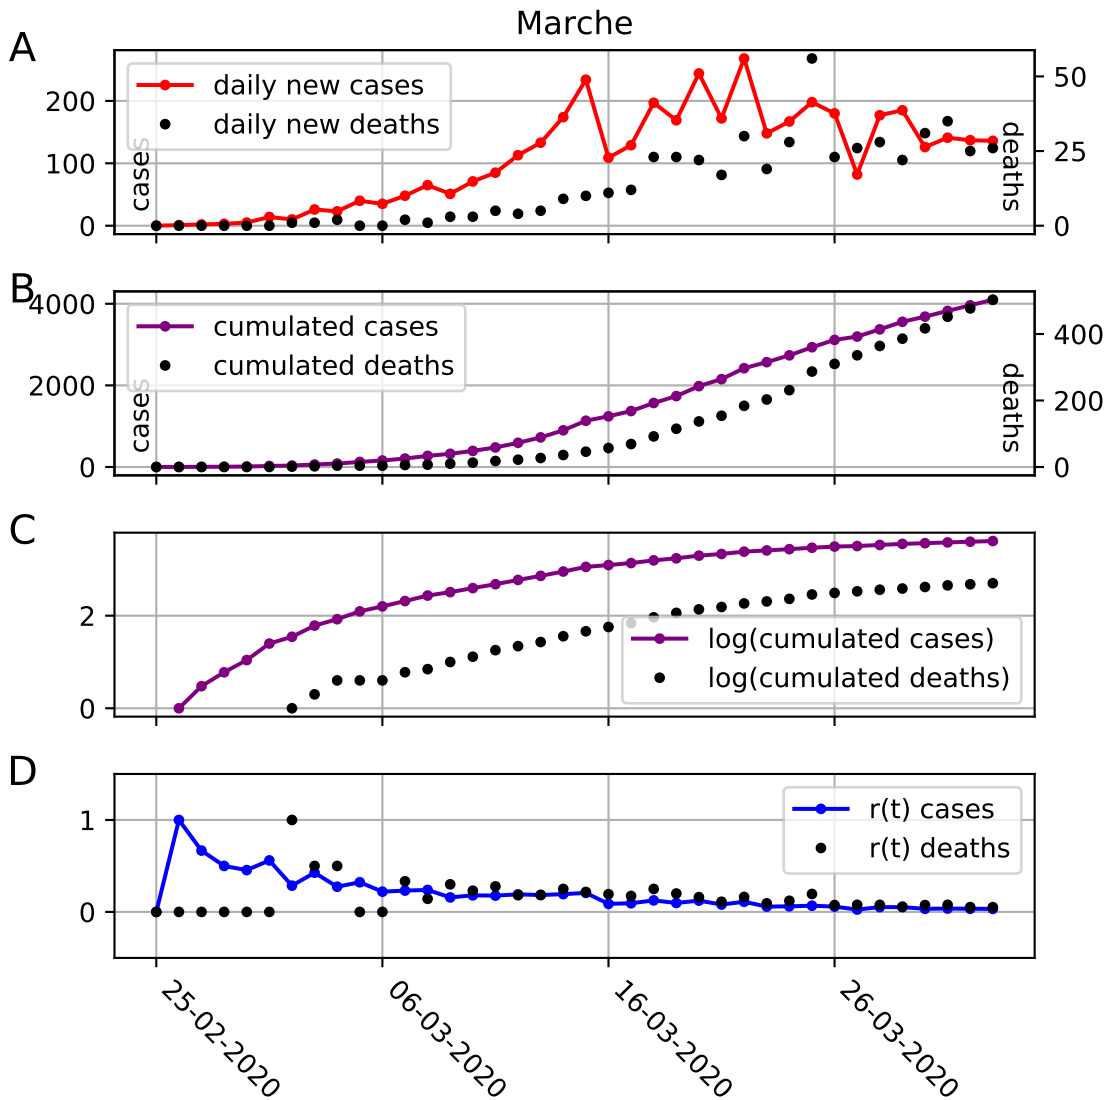 Marche
A
daily new cases
daily new deaths
200
100
0
cases
50
25
0
deaths
B
cumulated cases
cumulated deaths
4000
2000
0
cases
400
200
0
deaths
C
2
0
log(cumulated cases)
log(cumulated deaths)
D
1
0
r(t) cases
r(t) deaths
25-02-2020
06-03-2020
16-03-2020
26-03-2020